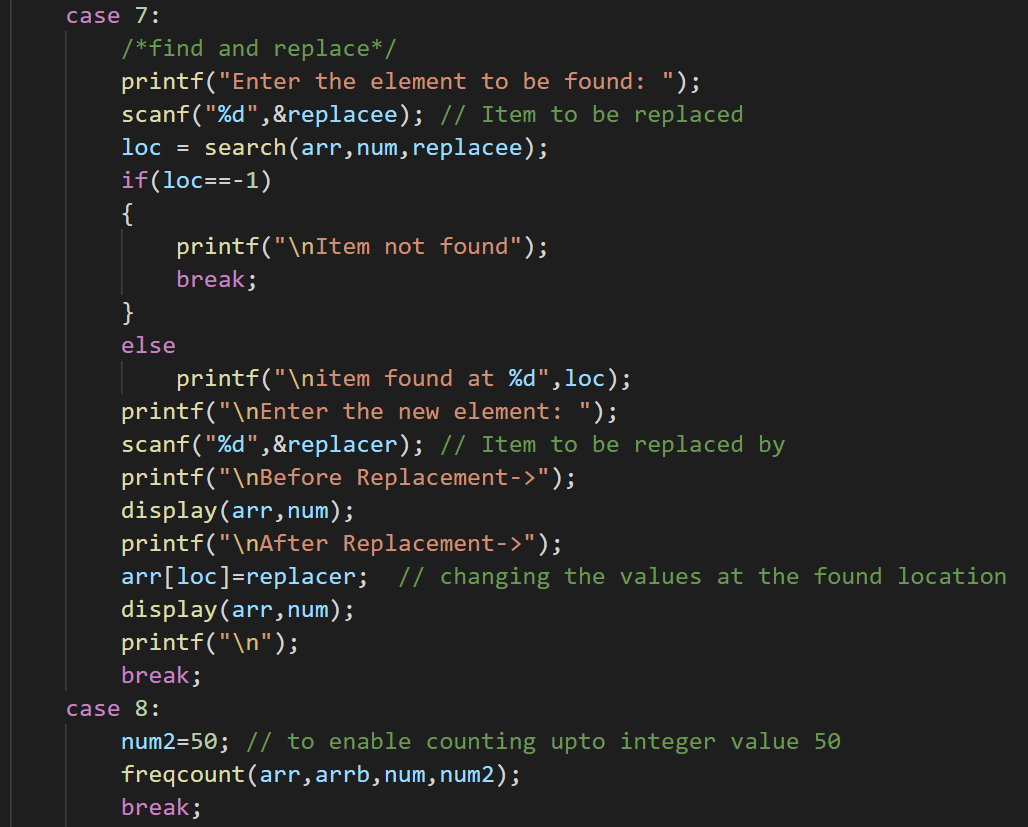 case 7:
/*find and replace*/
printf("Enter the element to be found: ");
scanf("%d",&replacee); // Item to be replaced
loc = search(arr,num,replacee);
if(loc==-1)
{
printf("\nItem not found");
break;
}
else
printf("\nitem found at %d",loc);
printf("\nEnter the new element: ");
scanf("%d",&replacer); // Item to be replaced by
printf("\nBefore Replacement->");
display(arr,num);
printf("\nAfter Replacement->");
arr[loc]=replacer;  // changing the values at the found location
display(arr,num);
printf("\n");
break;
case 8:
num2=50; // to enable counting upto integer value 50
freqcount(arr,arrb,num,num2);
break;